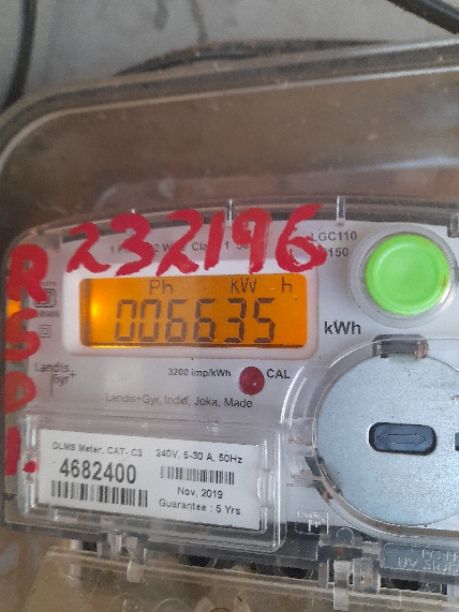 232196
LGC110
150
R
S
D
I.
Ph kW h
006635
kWh
3200 imp/kWh CAL
Landis
Gyr+
Landis+Gyr, India, Joka, Made
DLMS Meter, CAT- C3 240V, 5-30 A, 50Hz
4682400
Nov, 2019
Guarantee : 5 Yrs